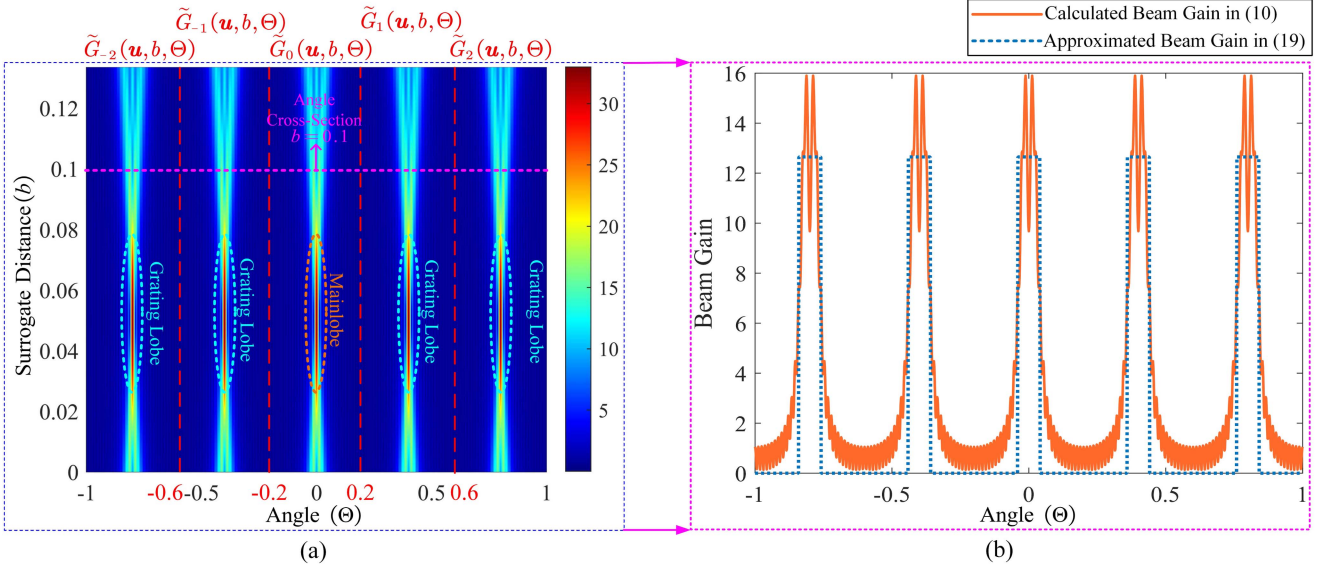 G̃₋₂(u, b, Θ)
G̃₋₁(u, b, Θ)
G̃₀(u, b, Θ)
G̃₁(u, b, Θ)
G̃₂(u, b, Θ)
Surrogate Distance(b)
0.12
0.1
0.08
0.06
0.04
0.02
0
Angle
Cross-Section
b = 0.1
Grating Lobe
Grating Lobe
Mainlobe
Grating Lobe
Grating Lobe
30
25
20
15
10
5
-1 -0.6 -0.5 -0.2 0 0.2 0.5 0.6 1
Angle (Θ)
(a)
Calculated Beam Gain in (10)
Approximated Beam Gain in (19)
Beam Gain
16
14
12
10
8
6
4
2
0
-1 -0.5 0 0.5 1
Angle (Θ)
(b)